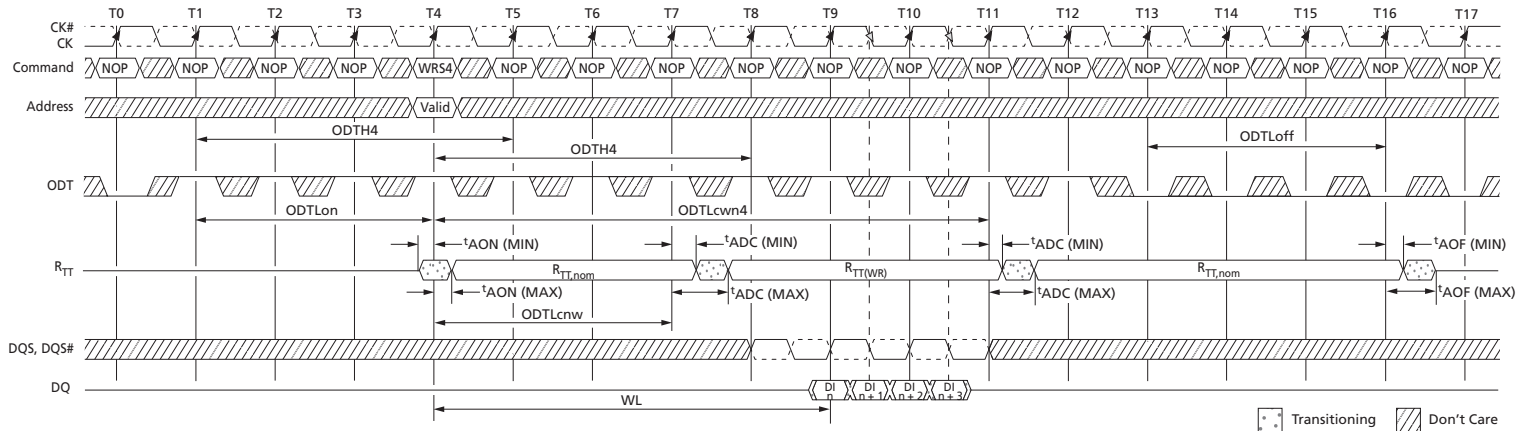 T0 T1 T2 T3 T4 T5 T6 T7 T8 T9 T10 T11 T12 T13 T14 T15 T16 T17
CK#
CK
Command NOP NOP NOP NOP WRS4 NOP NOP NOP NOP NOP NOP NOP NOP NOP NOP NOP NOP NOP
Address Valid
ODTH4 ODTLoff
ODTH4
ODT
ODTLon ODTLcwn4
tAON (MIN) tADC (MIN) tADC (MIN) tAOF (MIN)
RTT RTT,nom RTT(WR) RTT,nom
tAON (MAX) tADC (MAX) tADC (MAX) tAOF (MAX)
ODTLcnw
DQS, DQS#
DQ DI n DI n + 1 DI n + 2 DI n + 3
WL
Transitioning Don't Care